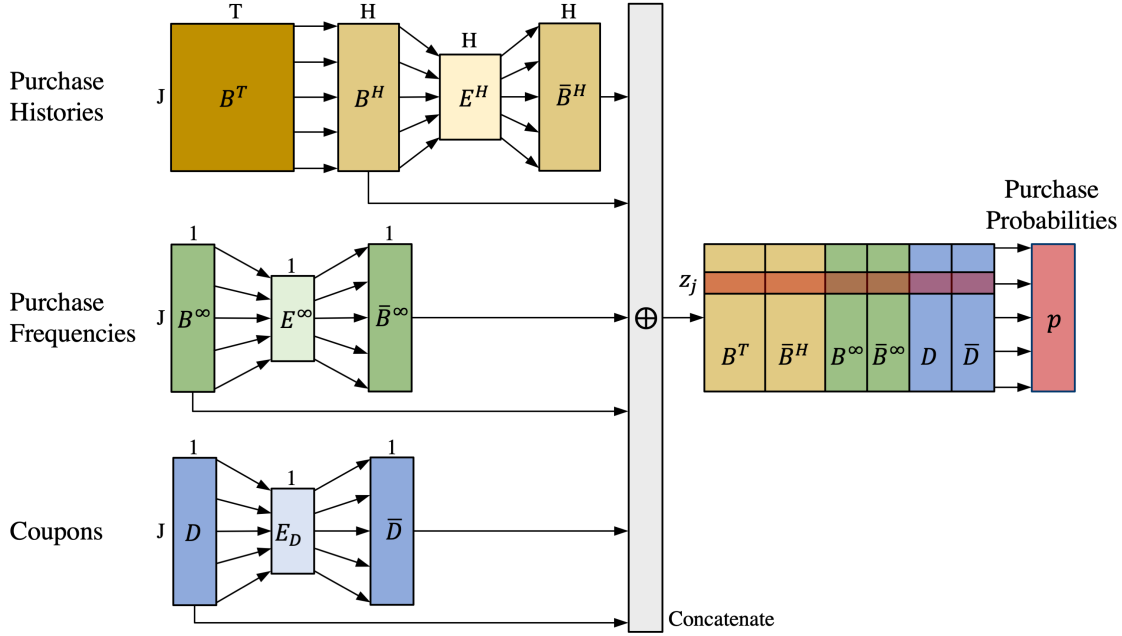 T
H
H
H
Purchase
Histories
J
B^T
B^H
E^H
B̄^H
Purchase
Probabilities
1
1
1
Purchase
Frequencies
J
B^∞
E^∞
B̄^∞
⊕
z_j
B^T
B̄^H
B^∞
B̄^∞
D
D̄
p
1
1
1
Coupons
J
D
E_D
D̄
Concatenate